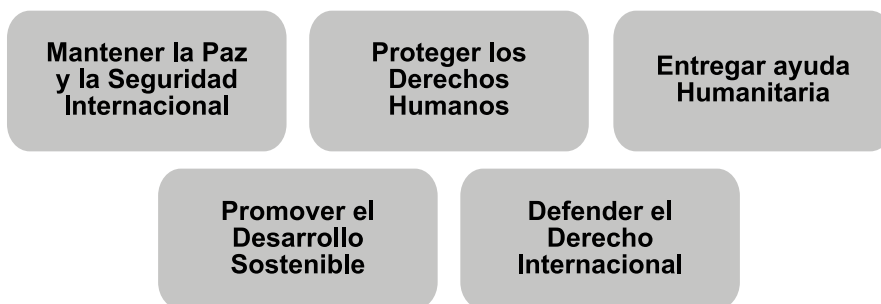 Mantener la Paz
y la Seguridad
Internacional
Proteger los
Derechos
Humanos
Entregar ayuda
Humanitaria
Promover el
Desarrollo
Sostenible
Defender el
Derecho
Internacional